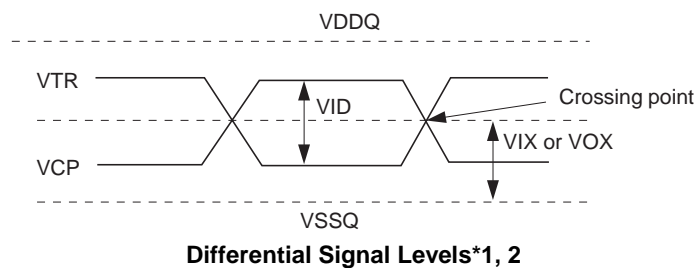 VDDQ
VTR
VID
Crossing point
VIX or VOX
VCP
VSSQ
Differential Signal Levels*1, 2